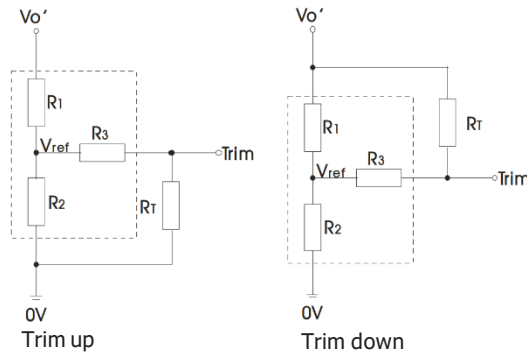 Vo'
R1
R3
Vref
Trim
R2
RT
0V
Trim up
Vo'
R1
RT
R3
Vref
Trim
R2
0V
Trim down